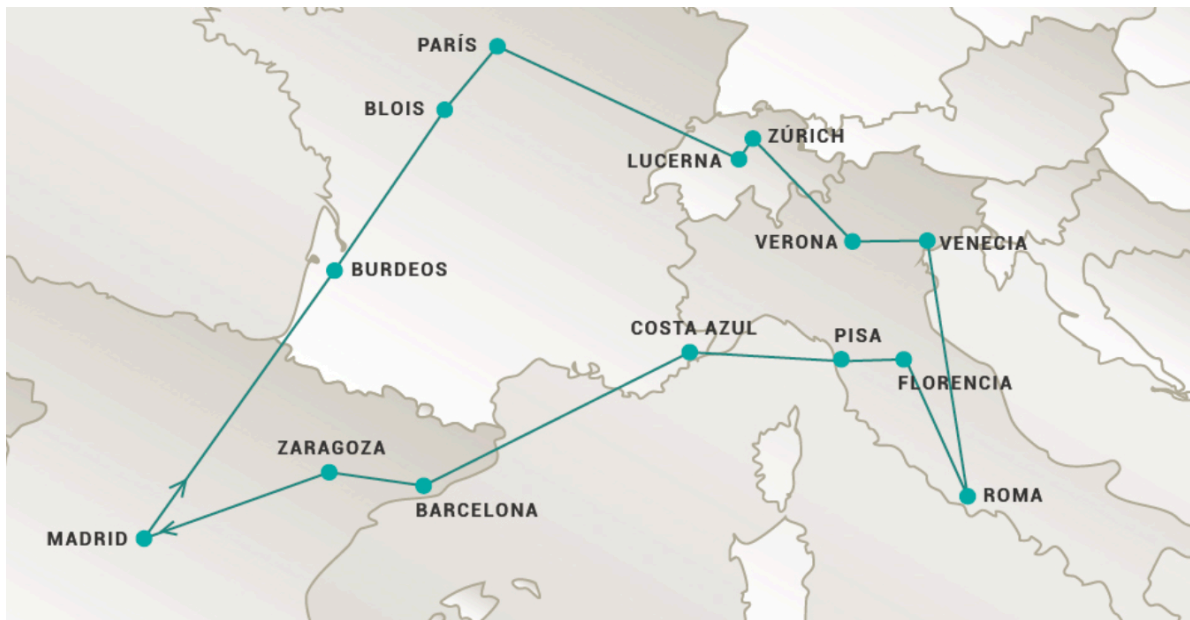 PARÍS
BLOIS
ZÚRICH
LUCERNA
VERONA
VENECIA
BURDEOS
COSTA AZUL
PISA
FLORENCIA
ZARAGOZA
BARCELONA
ROMA
MADRID